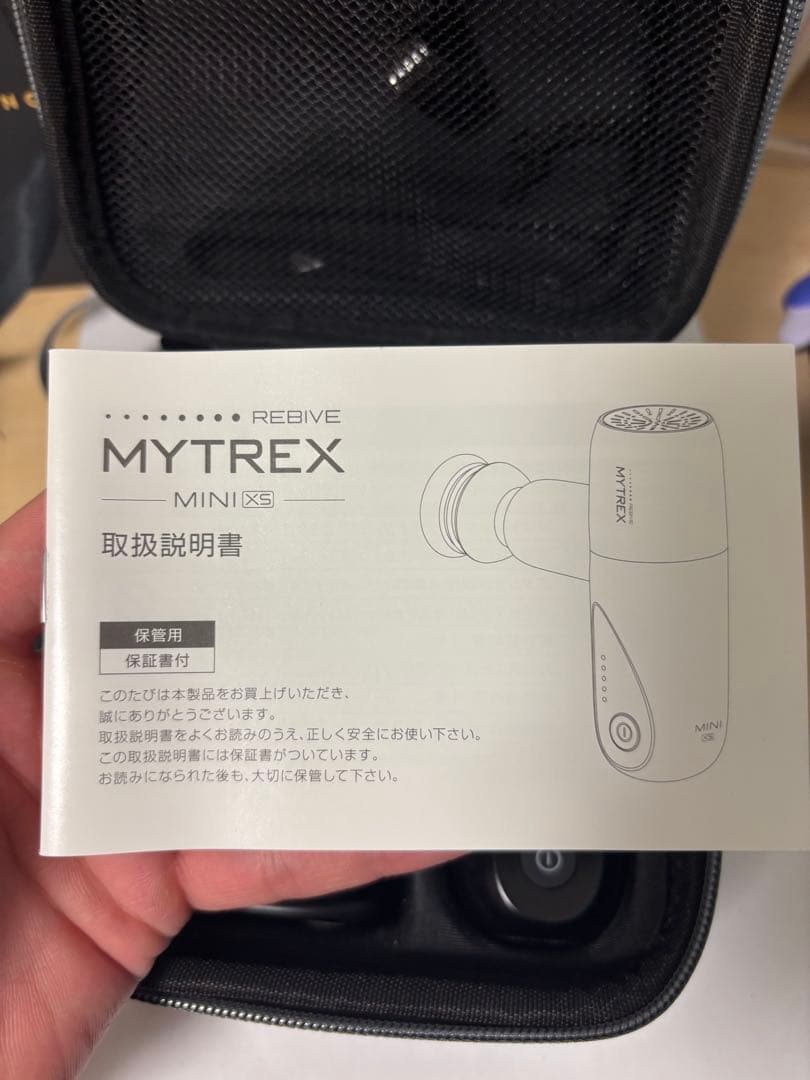 REBIVE
MYTREX
MINI XS
取扱説明書
保管用
保証書付
このたびは本製品をお買上げいただき、
誠にありがとうございます。
取扱説明書をよくお読みのうえ、正しく安全にお使い下さい。
この取扱説明書には保証書がついています。
お読みになられた後も、大切に保管して下さい。
MYTREX
REBIVE
MINI
XS